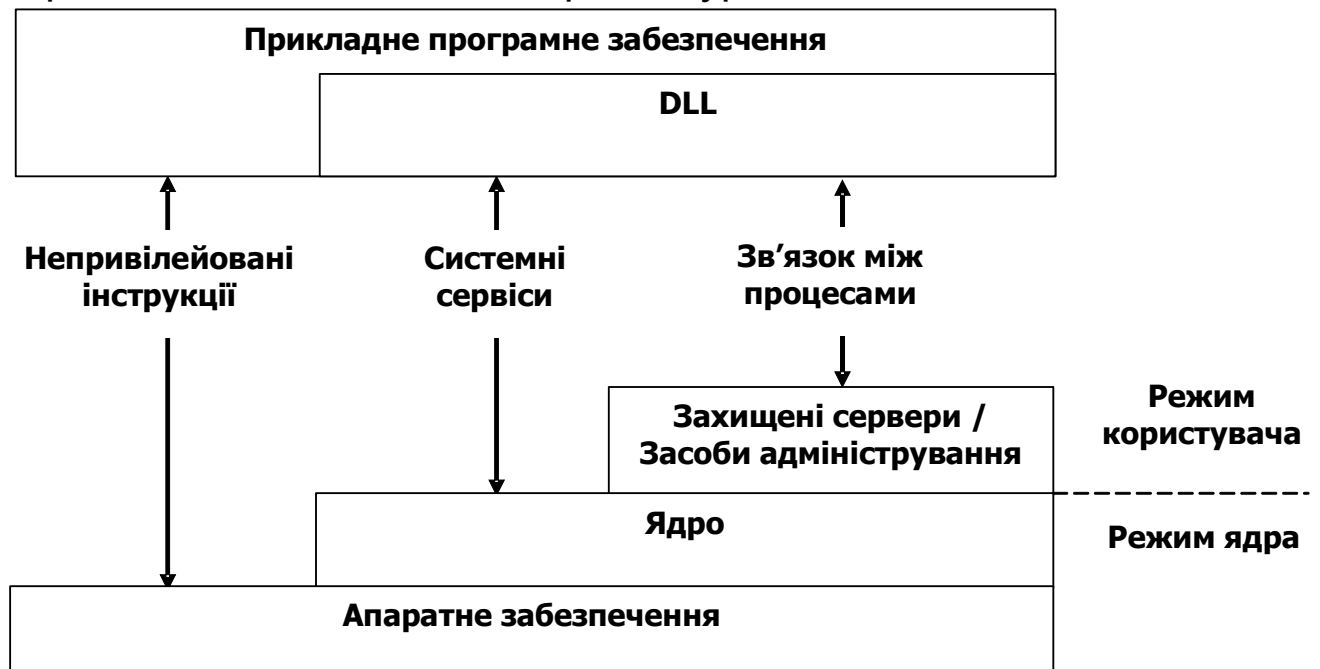 Прикладне програмне забезпечення
DLL
Непривілейовані
інструкції
Системні
сервіси
Зв’язок між
процесами
Захищені сервери /
Засоби адміністрування
Режим
користувача
Ядро
Режим ядра
Апаратне забезпечення